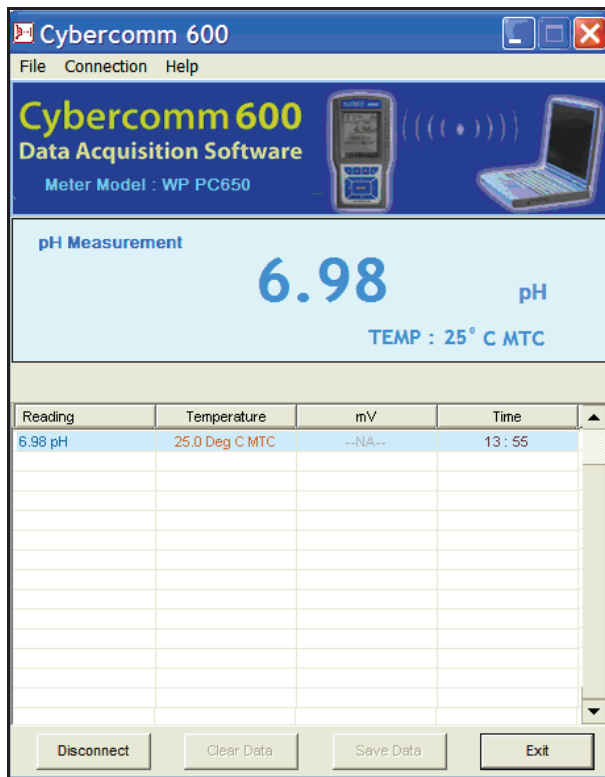 Cybercomm 600
File Connection Help
Cybercomm 600
Data Acquisition Software
Meter Model : WP PC650
pH Measurement
6.98 pH
TEMP : 25° C MTC
Reading Temperature mV Time
6.98 pH 25.0 Deg C MTC --NA-- 13 : 55
Disconnect Clear Data Save Data Exit